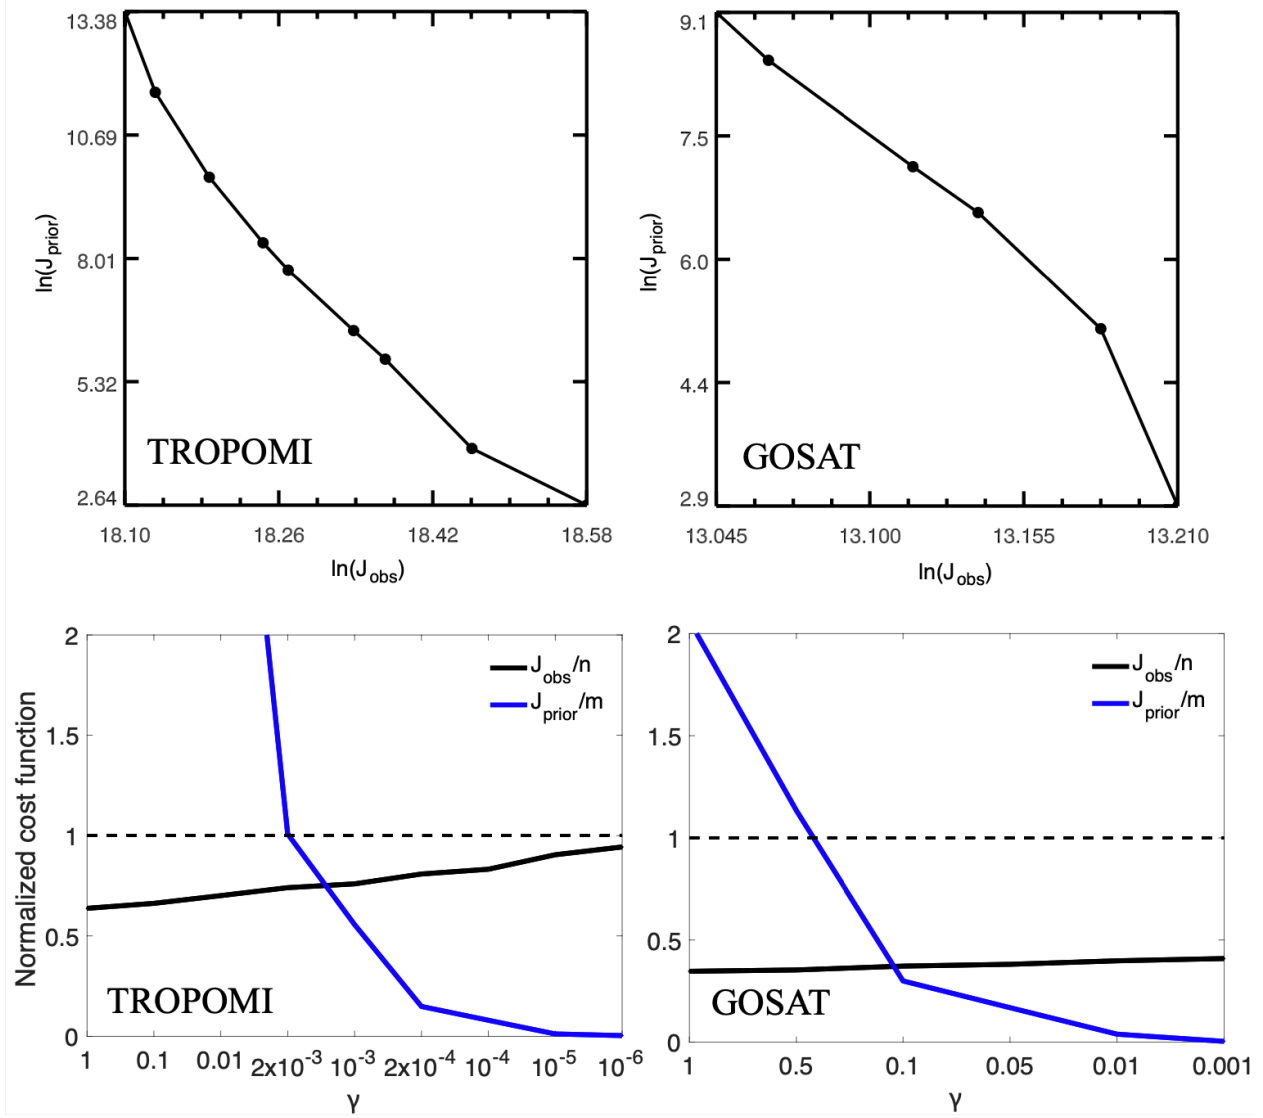 13.38
10.69
8.01
5.32
2.64
ln(J_prior)
TROPOMI
18.10 18.26 18.42 18.58
ln(J_obs)
9.1
7.5
6.0
4.4
2.9
ln(J_prior)
GOSAT
13.045 13.100 13.155 13.210
ln(J_obs)
2
1.5
1
0.5
0
Normalized cost function
J_obs/n
J_prior/m
TROPOMI
1 0.1 0.01 2x10^-3 10^-3 2x10^-4 10^-4 10^-5 10^-6
γ
2
1.5
1
0.5
0
J_obs/n
J_prior/m
GOSAT
1 0.5 0.1 0.05 0.01 0.001
γ